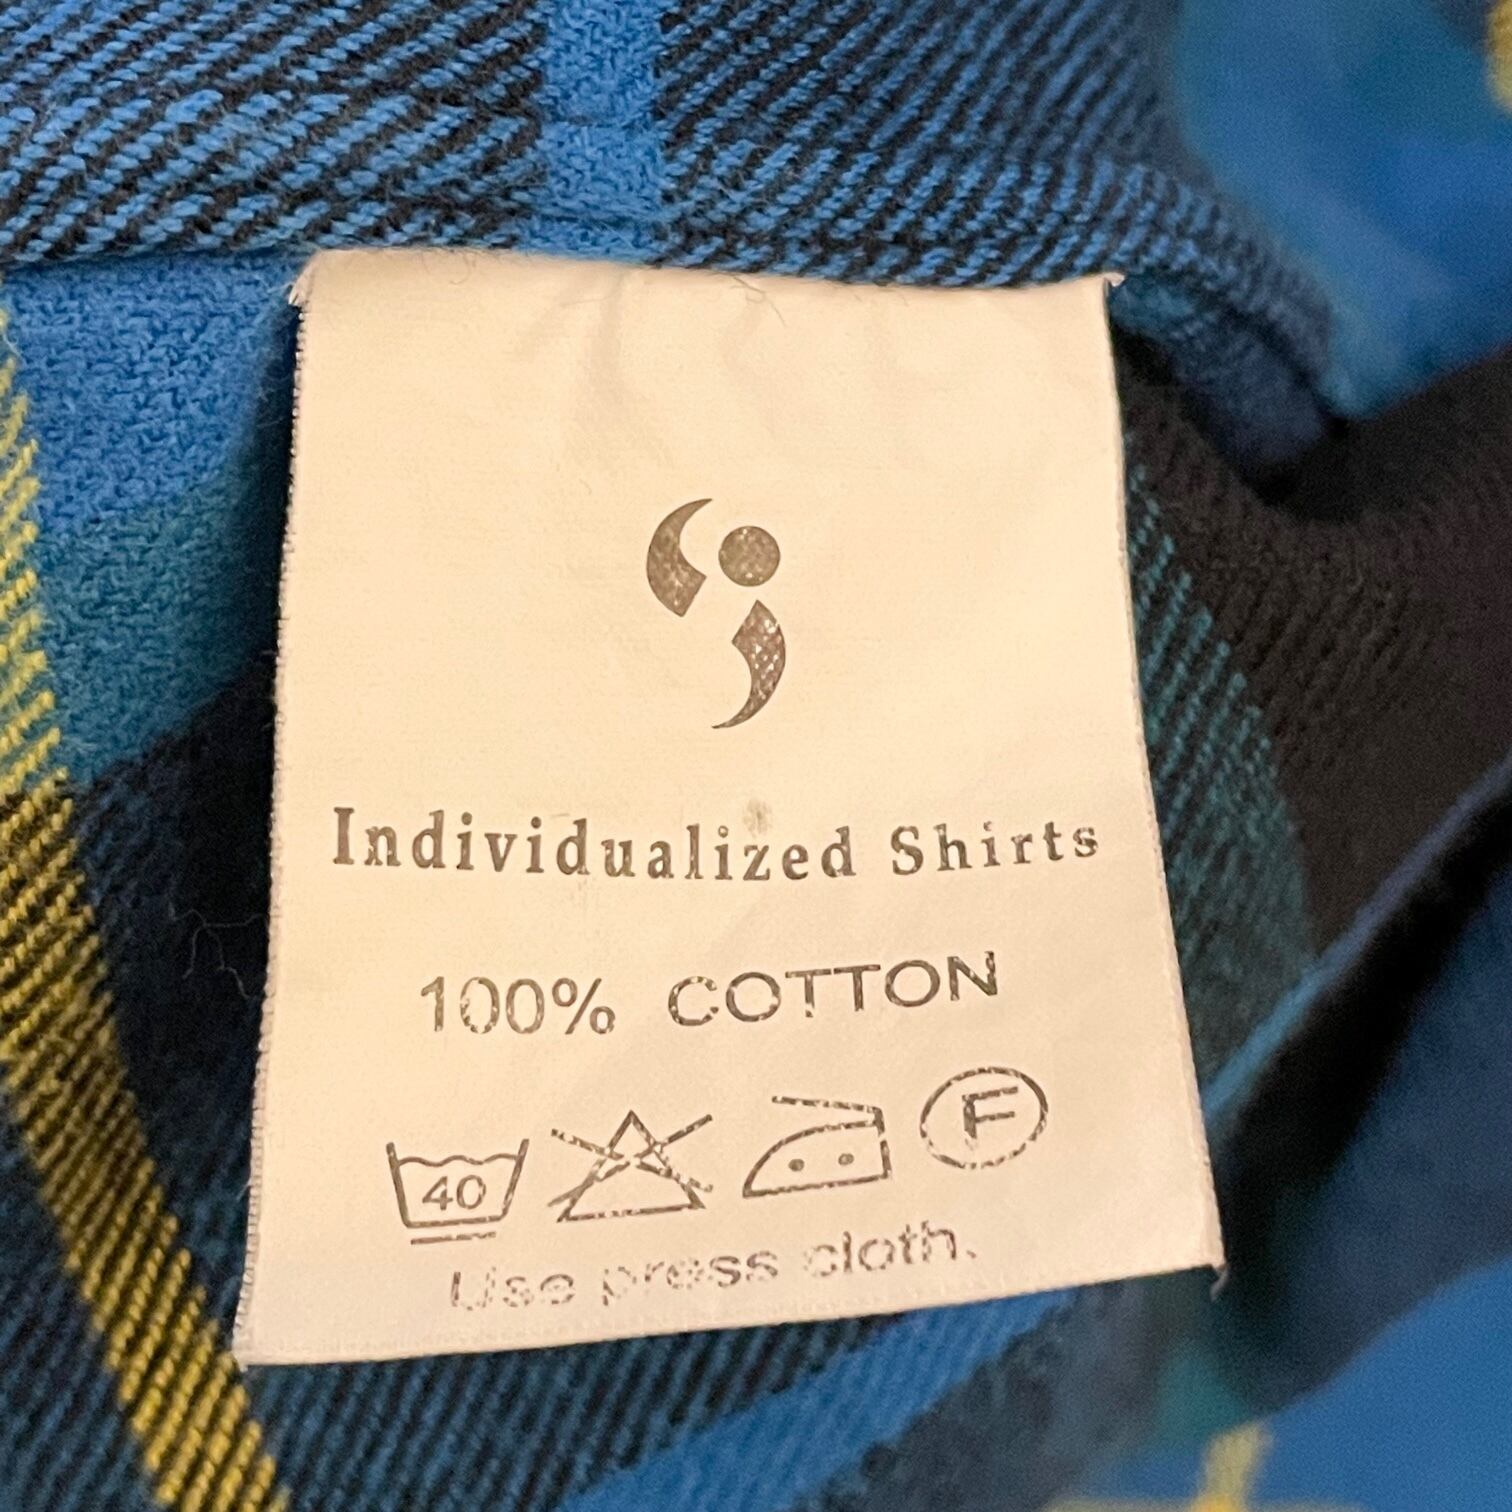 Individualized Shirts
100% COTTON
40
F
Use press cloth.